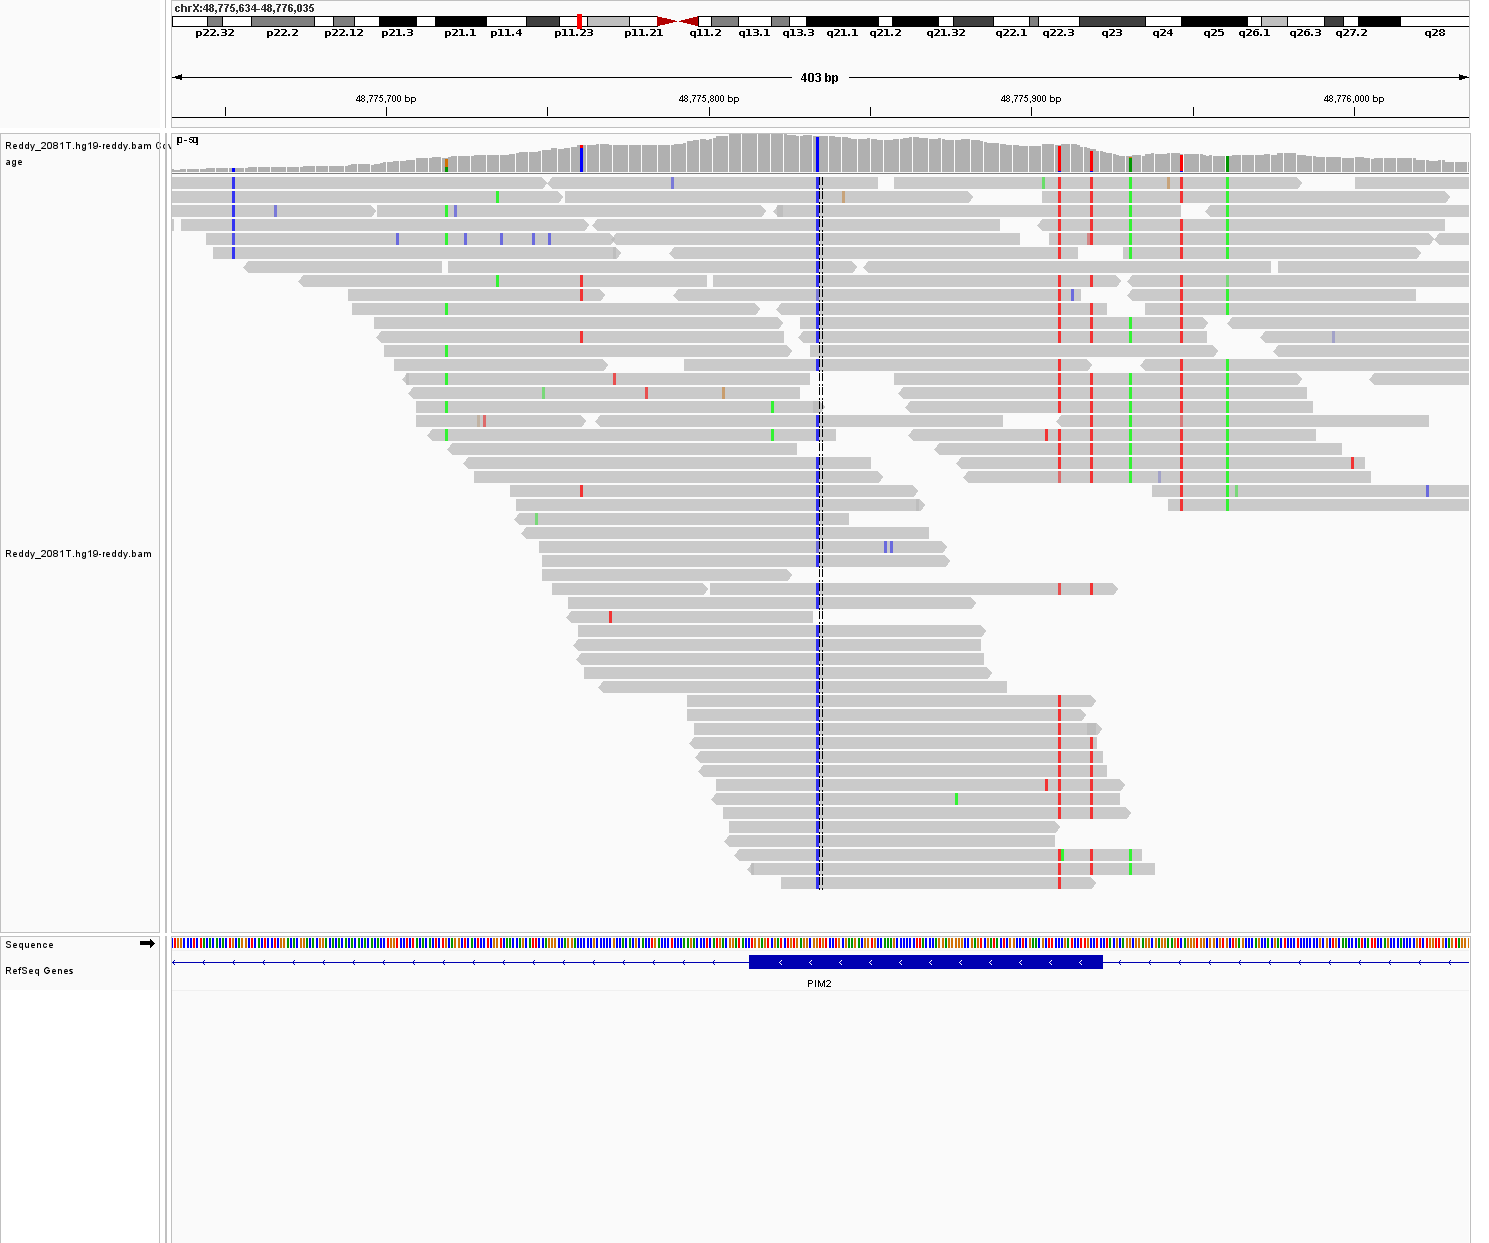 chrX:48,775,634-48,776,035
p22.32 p22.2 p22.12 p21.3 p21.1 p11.4 p11.23 p11.21 q11.2 q13.1 q13.3 q21.1 q21.2 q21.32 q22.1 q22.3 q23 q24 q25 q26.1 q26.3 q27.2 q28
403 bp
48,775,700 bp 48,775,800 bp 48,775,900 bp 48,776,000 bp
Reddy_2081T.hg19-reddy.bam Cov
age
Reddy_2081T.hg19-reddy.bam
Sequence
RefSeq Genes
PIM2